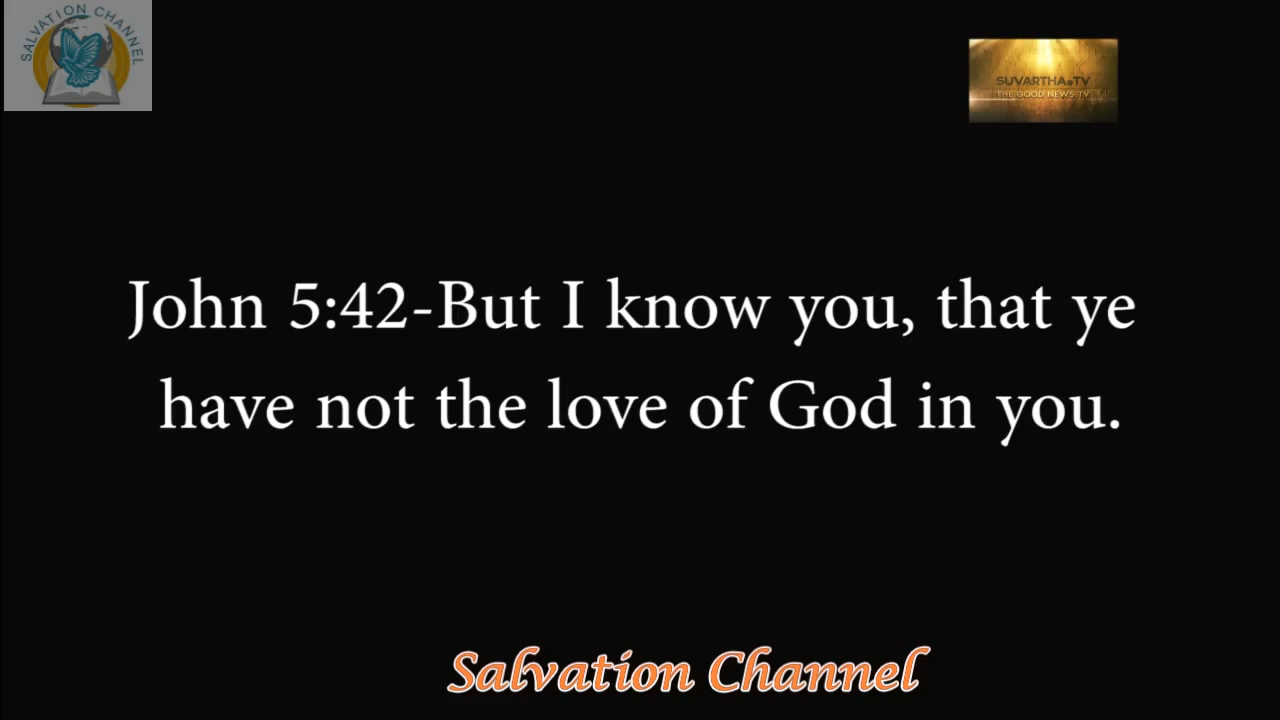 SALVATION CHANNEL
SUVARTHA TV
THE GOOD NEWS TV
John 5:42-But I know you, that ye
have not the love of God in you.
Salvation Channel